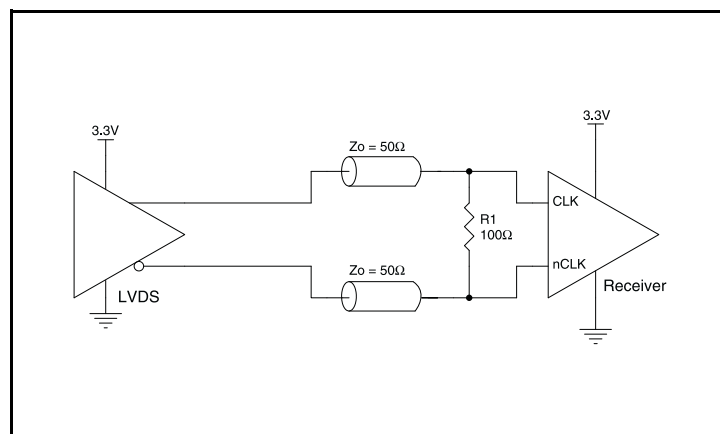 3.3V
3.3V
Zo = 50Ω
CLK
R1
100Ω
nCLK
Zo = 50Ω
LVDS
Receiver